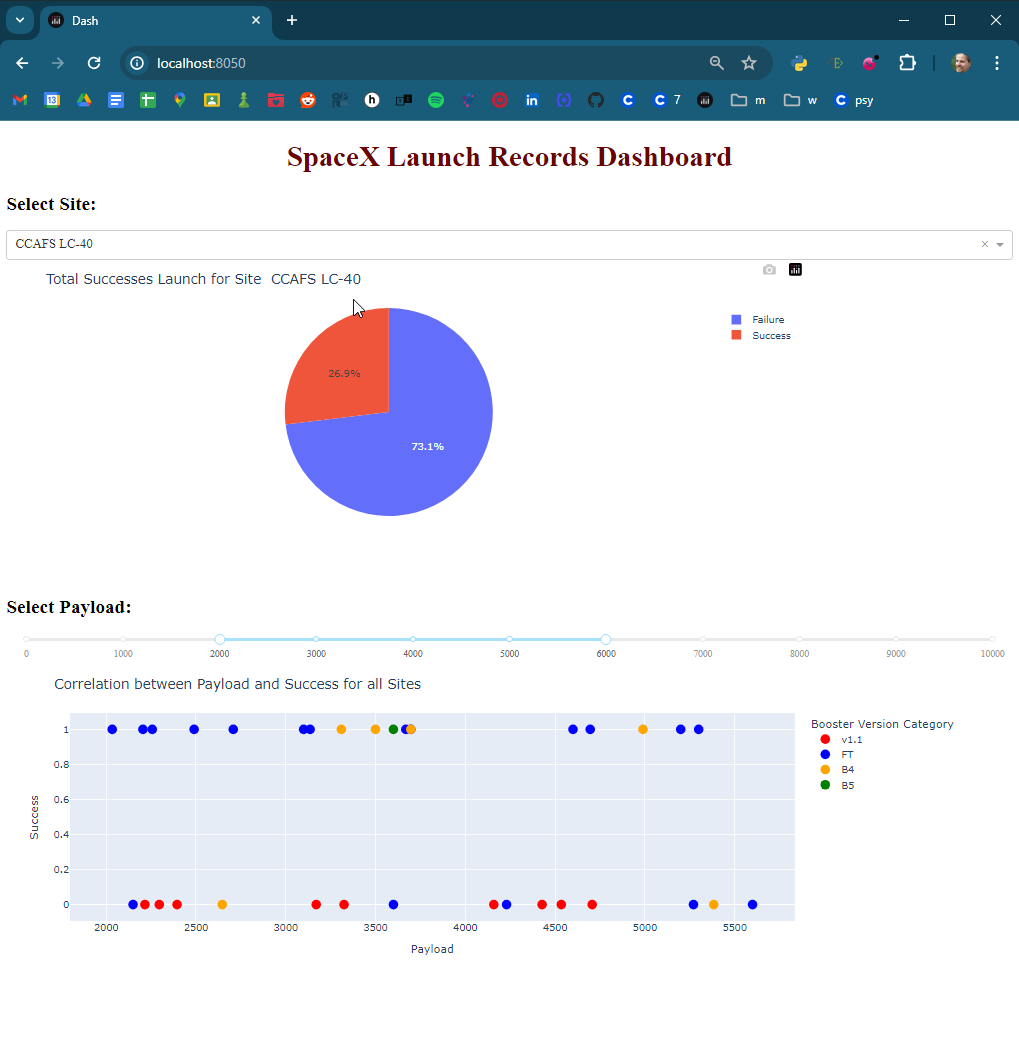 Dash
localhost:8050
13
h
7
m
w
psy
SpaceX Launch Records Dashboard
Select Site:
CCAFS LC-40
Total Successes Launch for Site  CCAFS LC-40
Failure
Success
26.9%
73.1%
Select Payload:
0 1000 2000 3000 4000 5000 6000 7000 8000 9000 10000
Correlation between Payload and Success for all Sites
Booster Version Category
v1.1
FT
B4
B5
Success
1
0.8
0.6
0.4
0.2
0
2000 2500 3000 3500 4000 4500 5000 5500
Payload